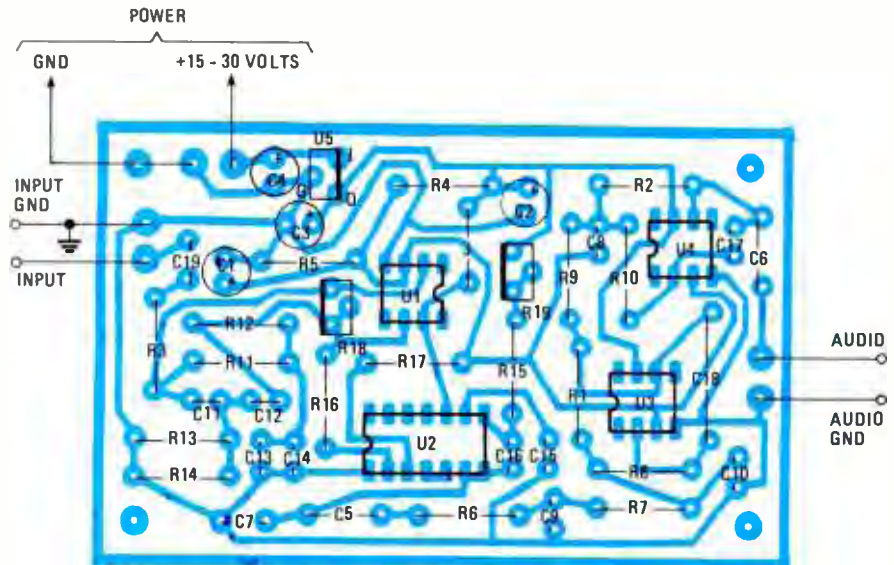 POWER
GND
+15 - 30 VOLTS
U5
I
C4
G
O
INPUT
GND
R4
R2
C2
C3
INPUT
C19
C1
R5
R9
C8
R10
U4
C17
C6
U1
R19
R3
R12
R18
R11
R17
R15
C18
AUDIO
C11
C12
R16
R1
U3
AUDIO
GND
R13
U2
R14
C13
C14
C16
C15
R8
C10
C7
C5
R6
C9
R7